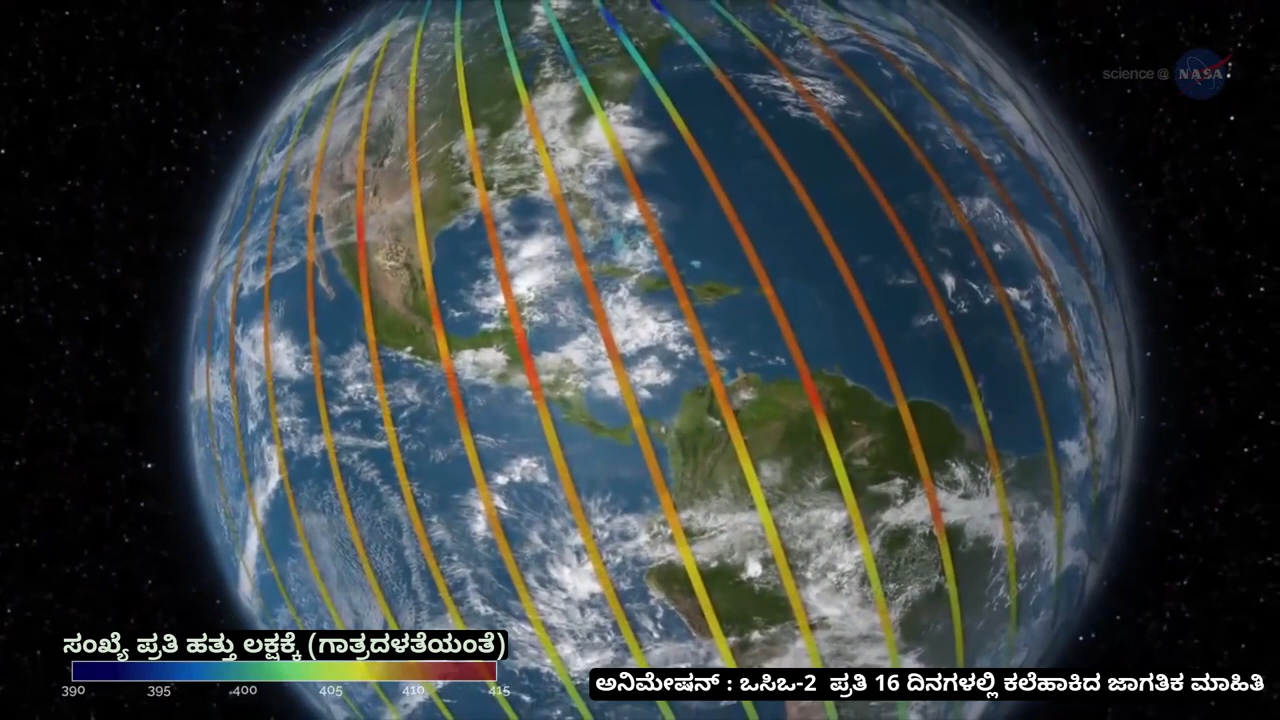 science @ NASA
ಸಂಖ್ಯೆ ಪ್ರತಿ ಹತ್ತು ಲಕ್ಷಕ್ಕೆ (ಗಾತ್ರದಳತೆಯಂತೆ)
390 395 400 405 410 415
ಅನಿಮೇಷನ್ : ಒಸಿಒ-2 ಪ್ರತಿ 16 ದಿನಗಳಲ್ಲಿ ಕಲೆಹಾಕಿದ ಜಾಗತಿಕ ಮಾಹಿತಿ